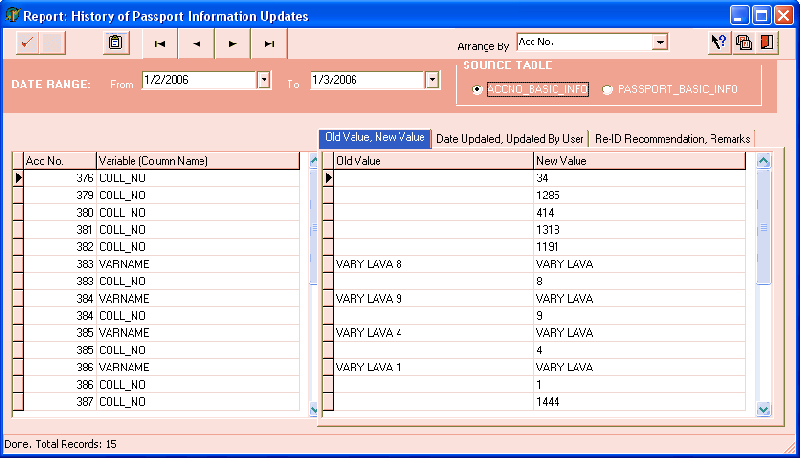 Report: History of Passport Information Updates
Arrange By Acc No.
DATE RANGE: From 1/2/2006 To 1/3/2006
SOURCE TABLE
ACCNO_BASIC_INFO PASSPORT_BASIC_INFO
Old Value, New Value Date Updated, Updated By User Re-ID Recommendation, Remarks
Acc No. Variable (Column Name) Old Value New Value
376 COLL_NO 34
379 COLL_NO 1285
380 COLL_NO 414
381 COLL_NO 1313
382 COLL_NO 1191
383 VARNAME VARY LAVA 8 VARY LAVA
383 COLL_NO 8
384 VARNAME VARY LAVA 9 VARY LAVA
384 COLL_NO 9
385 VARNAME VARY LAVA 4 VARY LAVA
385 COLL_NO 4
386 VARNAME VARY LAVA 1 VARY LAVA
386 COLL_NO 1
387 COLL_NO 1444
Done. Total Records: 15